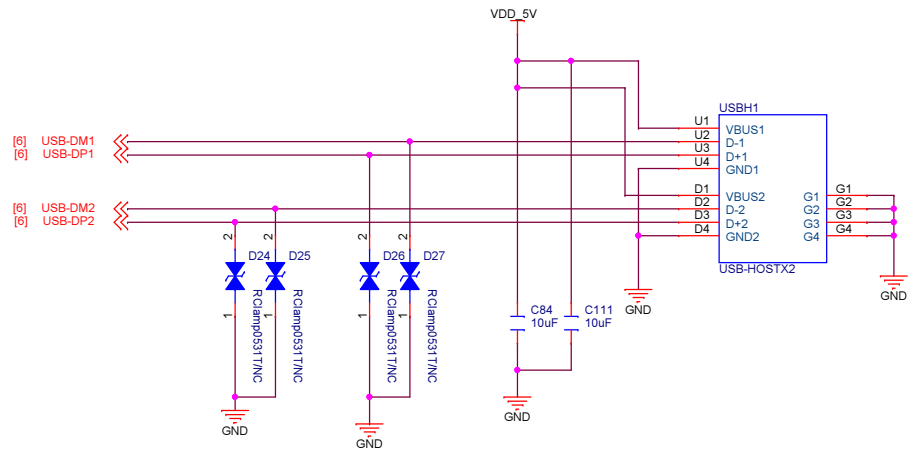 VDD_5V
USBH1
[6] USB-DM1
[6] USB-DP1
[6] USB-DM2
[6] USB-DP2
U1 VBUS1
U2 D-1
U3 D+1
U4 GND1
D1 VBUS2 G1 G1
D2 D-2 G2 G2
D3 D+2 G3 G3
D4 GND2 G4 G4
USB-HOSTX2
2 2 2 2
D24 D25 D26 D27
RClamp0531T/NC RClamp0531T/NC RClamp0531T/NC RClamp0531T/NC
1 1 1 1
C84 C111
10uF 10uF
GND GND
GND
GND
GND